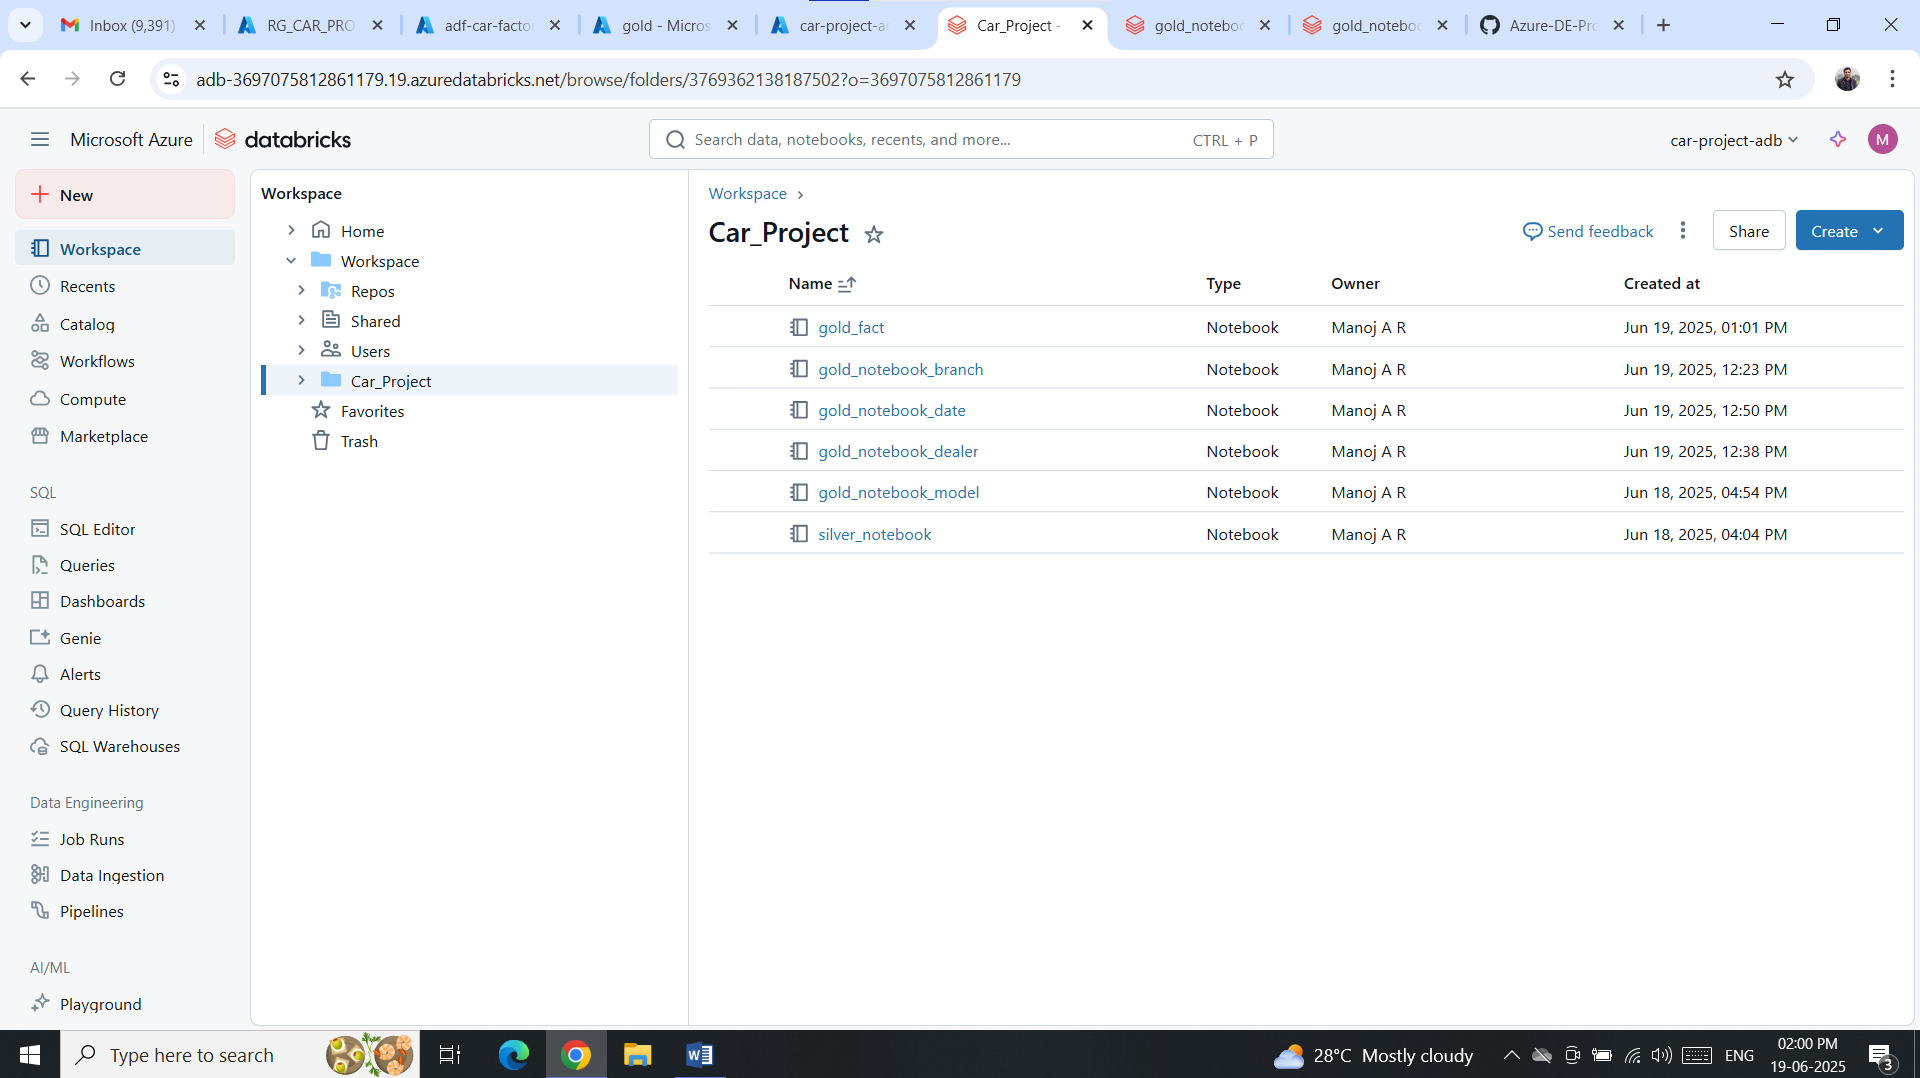 Inbox (9,391)
RG_CAR_PRO
adf-car-factor
gold - Micros
car-project-a
Car_Project -
gold_notebo
gold_notebo
Azure-DE-Pro
adb-3697075812861179.19.azuredatabricks.net/browse/folders/3769362138187502?o=3697075812861179
Microsoft Azure
databricks
Search data, notebooks, recents, and more...
CTRL + P
car-project-adb
M
New
Workspace
Recents
Catalog
Workflows
Compute
Marketplace
SQL
SQL Editor
Queries
Dashboards
Genie
Alerts
Query History
SQL Warehouses
Data Engineering
Job Runs
Data Ingestion
Pipelines
AI/ML
Playground
Workspace
Home
Workspace
Repos
Shared
Users
Car_Project
Favorites
Trash
Workspace
Car_Project
Send feedback
Share
Create
Name Type Owner Created at
gold_fact Notebook Manoj A R Jun 19, 2025, 01:01 PM
gold_notebook_branch Notebook Manoj A R Jun 19, 2025, 12:23 PM
gold_notebook_date Notebook Manoj A R Jun 19, 2025, 12:50 PM
gold_notebook_dealer Notebook Manoj A R Jun 19, 2025, 12:38 PM
gold_notebook_model Notebook Manoj A R Jun 18, 2025, 04:54 PM
silver_notebook Notebook Manoj A R Jun 18, 2025, 04:04 PM
Type here to search
28°C Mostly cloudy
ENG
02:00 PM
19-06-2025
3